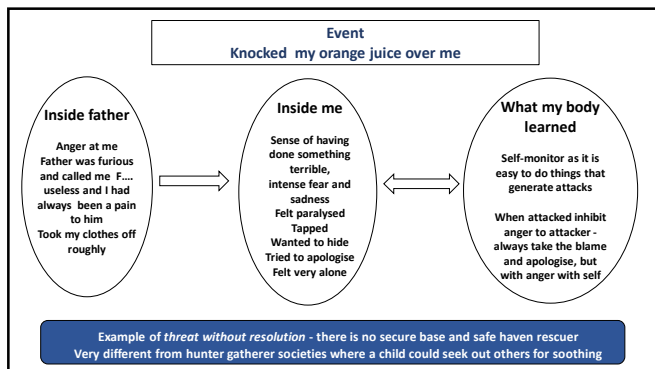 Event
Knocked  my orange juice over me
Inside father
Anger at me
Father was furious
and called me  F....
useless and I had
always  been a pain
to him
Took my clothes off
roughly
Inside me
Sense of having
done something
terrible,
intense fear and
sadness
Felt paralysed
Tapped
Wanted to hide
Tried to apologise
Felt very alone
What my body
learned
Self-monitor as it is
easy to do things that
generate attacks
When attacked inhibit
anger to attacker -
always take the blame
and apologise, but
with anger with self
Example of threat without resolution - there is no secure base and safe haven rescuer
Very different from hunter gatherer societies where a child could seek out others for soothing